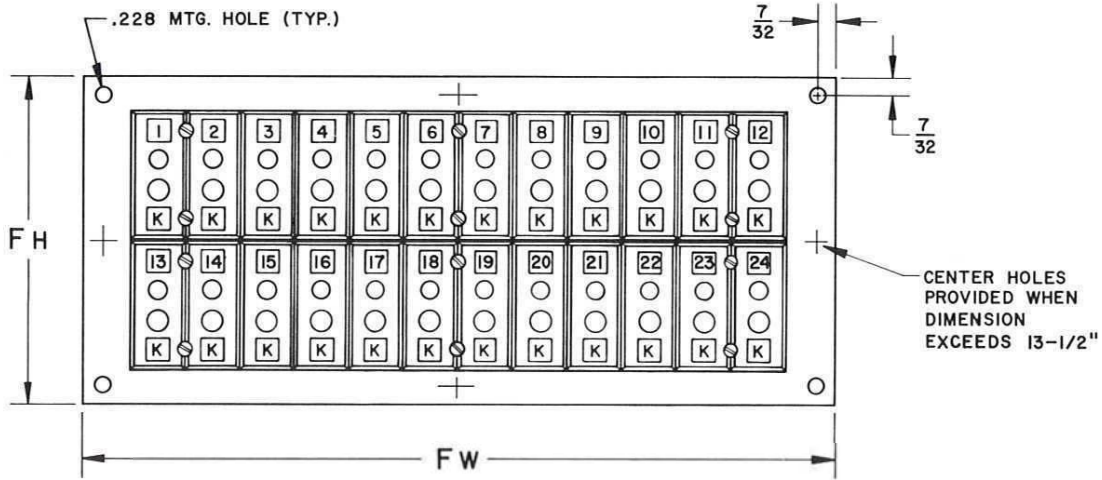 .228 MTG. HOLE (TYP.)
7/32
7/32
1 2 3 4 5 6 7 8 9 10 11 12
K K K K K K K K K K K K
FH
13 14 15 16 17 18 19 20 21 22 23 24
K K K K K K K K K K K K
CENTER HOLES
PROVIDED WHEN
DIMENSION
EXCEEDS 13-1/2"
FW